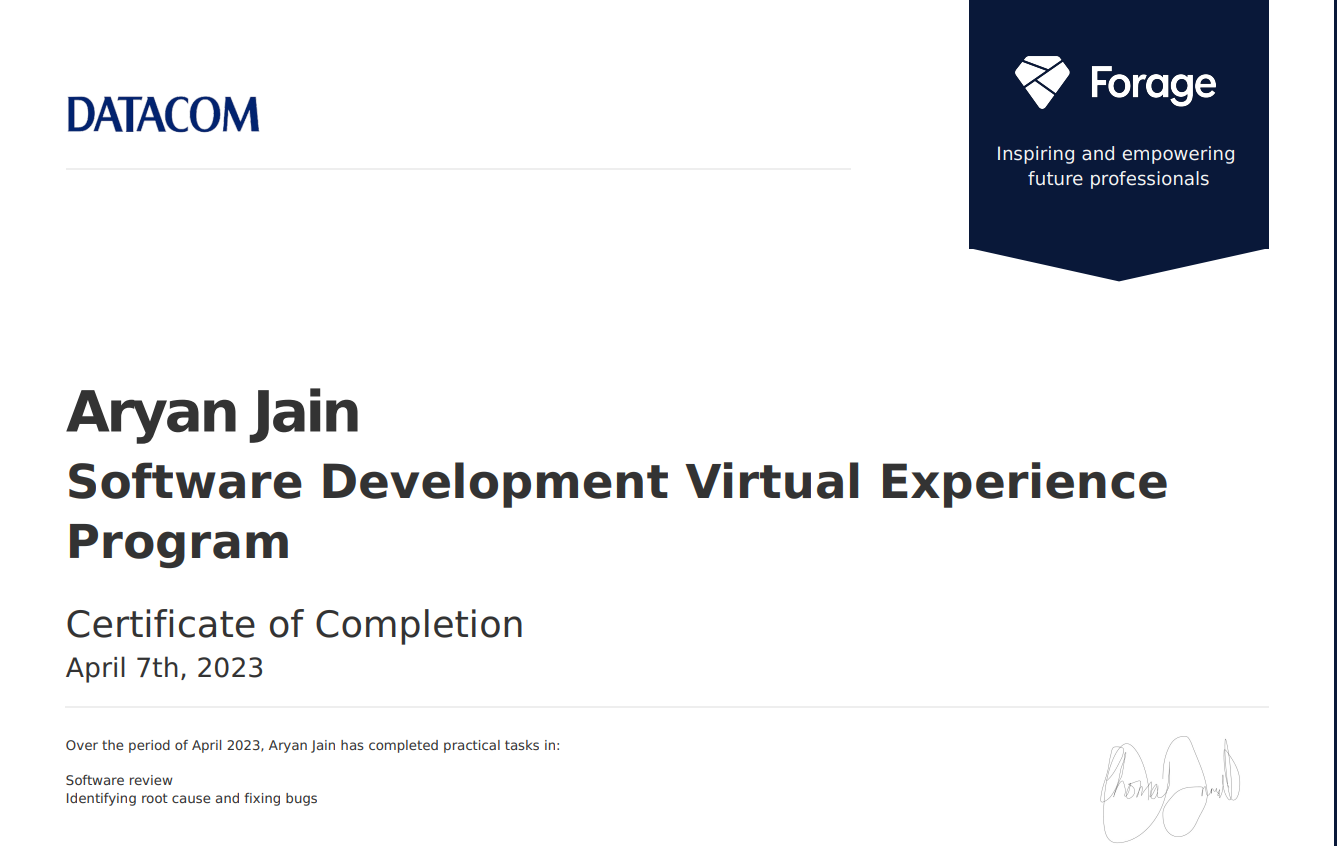 DATACOM
Forage
Inspiring and empowering
future professionals
Aryan Jain
Software Development Virtual Experience
Program
Certificate of Completion
April 7th, 2023
Over the period of April 2023, Aryan Jain has completed practical tasks in:
Software review
Identifying root cause and fixing bugs